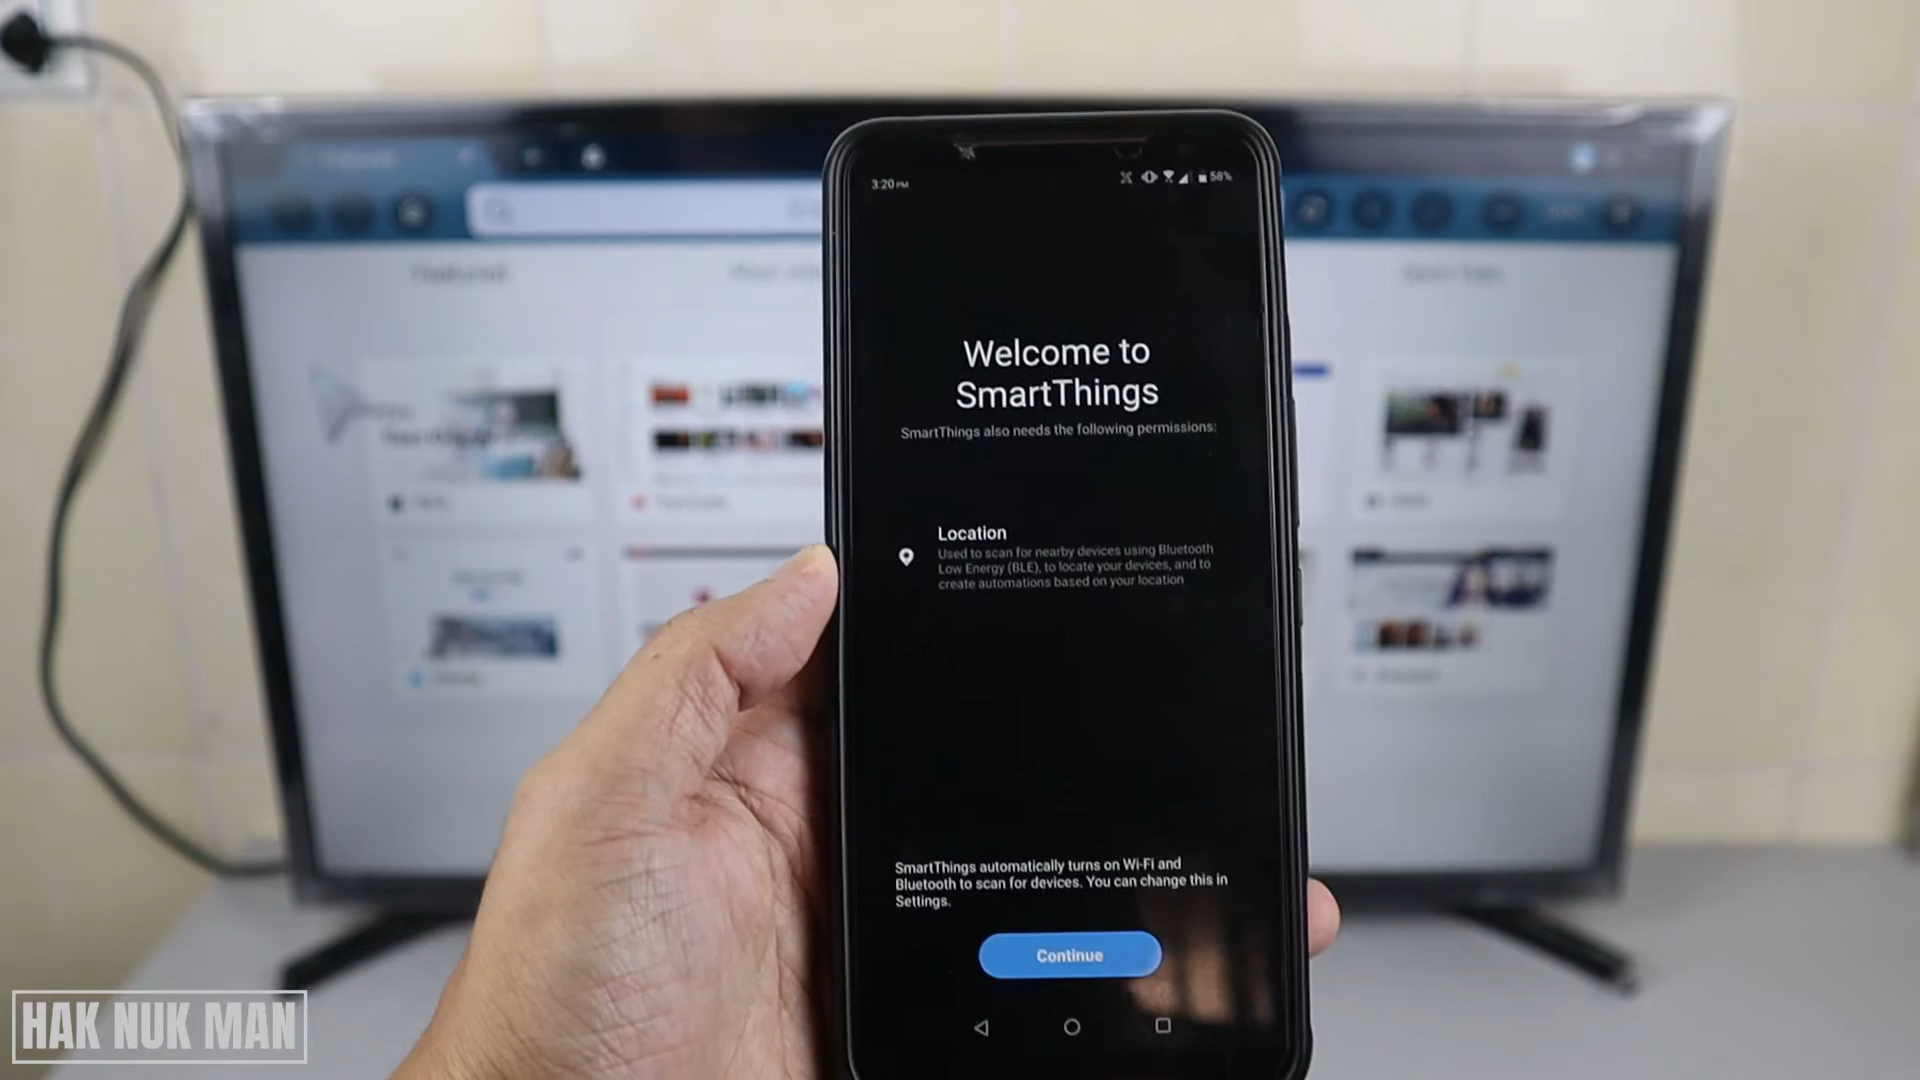 3:20 PM
58%
Featured
Welcome to
SmartThings
SmartThings also needs the following permissions:
Location
Used to scan for nearby devices using Bluetooth
Low Energy (BLE), to locate your devices, and to
create automations based on your location
SmartThings automatically turns on Wi-Fi and
Bluetooth to scan for devices. You can change this in
Settings.
Continue
HAK NUK MAN